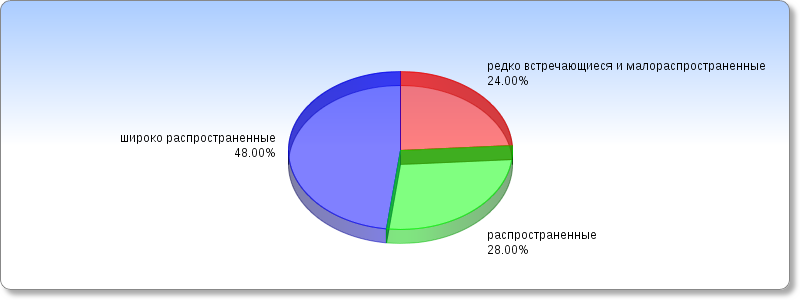 редко встречающиеся и малораспространенные
24.00%
широко распространенные
48.00%
распространенные
28.00%